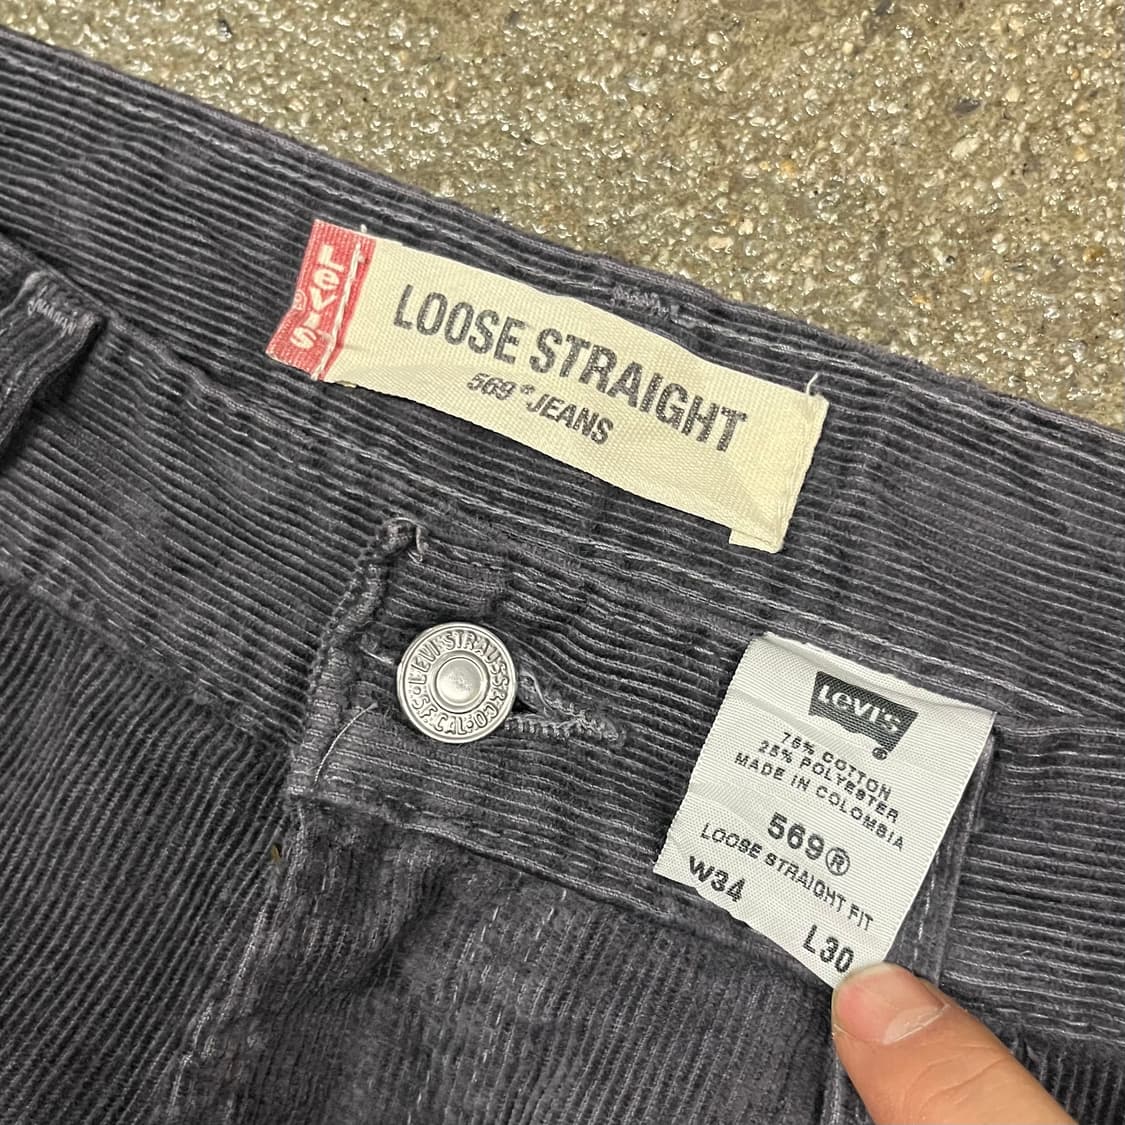 Levi's
®
LOOSE STRAIGHT
569® JEANS
LEVI STRAUSS & CO
S.F. CAL
Levi's
®
75% COTTON
25% POLYESTER
MADE IN COLOMBIA
569®
LOOSE STRAIGHT FIT
W34 L30